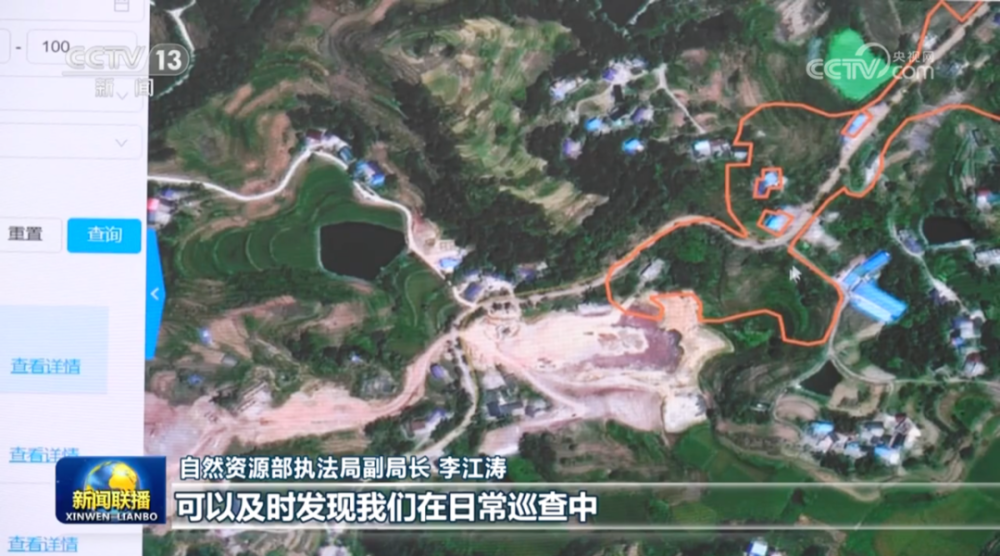 - 100
CCTV 13
新闻
央视网
CCTV.com
重置
查询
查看详情
查看详情
查看详情
新闻联播
XINWEN-LIANBO
自然资源部执法局副局长 李江涛
可以及时发现我们在日常巡查中